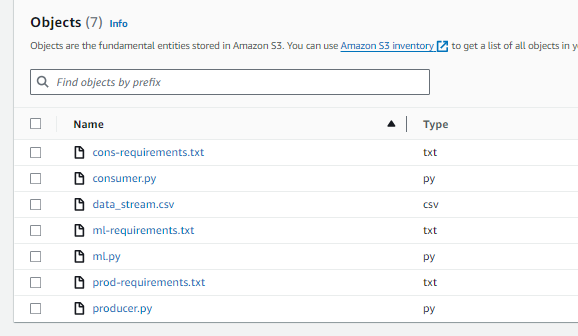 Objects (7) Info
Objects are the fundamental entities stored in Amazon S3. You can use Amazon S3 inventory to get a list of all objects in
Find objects by prefix
Name Type
cons-requirements.txt txt
consumer.py py
data_stream.csv csv
ml-requirements.txt txt
ml.py py
prod-requirements.txt txt
producer.py py